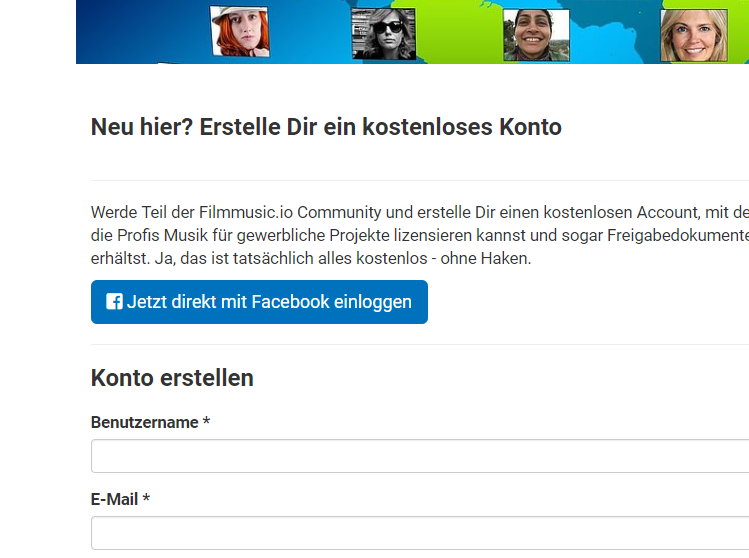 Neu hier? Erstelle Dir ein kostenloses Konto
Werde Teil der Filmmusic.io Community und erstelle Dir einen kostenlosen Account, mit de
die Profis Musik für gewerbliche Projekte lizensieren kannst und sogar Freigabedokumente
erhältst. Ja, das ist tatsächlich alles kostenlos - ohne Haken.
Jetzt direkt mit Facebook einloggen
Konto erstellen
Benutzername *
E-Mail *